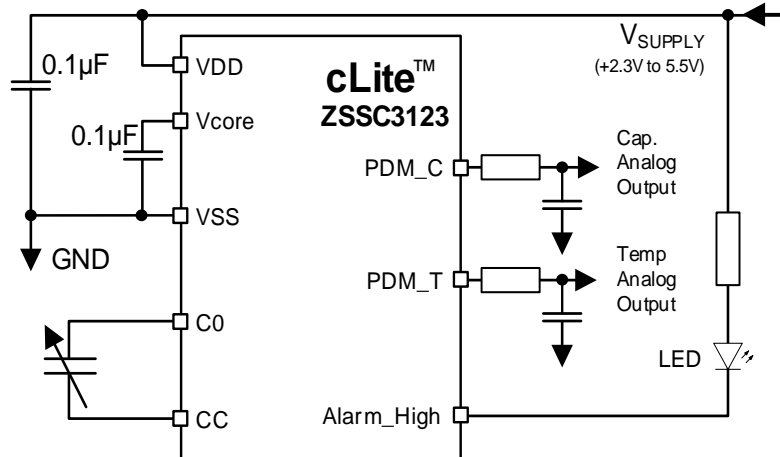 0.1µF
VDD
cLite™
ZSSC3123
VSUPPLY
(+2.3V to 5.5V)
0.1µF
Vcore
PDM_C
Cap.
Analog
Output
VSS
GND
PDM_T
Temp
Analog
Output
C0
LED
CC
Alarm_High